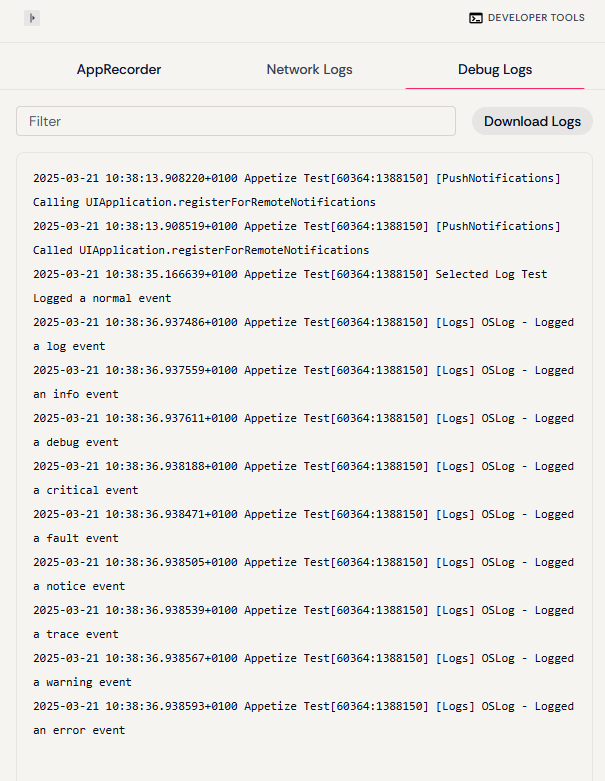 DEVELOPER TOOLS
AppRecorder
Network Logs
Debug Logs
Filter
Download Logs
2025-03-21 10:38:13.908220+0100 Appetize Test[60364:1388150] [PushNotifications]
Calling UIApplication.registerForRemoteNotifications
2025-03-21 10:38:13.908519+0100 Appetize Test[60364:1388150] [PushNotifications]
Called UIApplication.registerForRemoteNotifications
2025-03-21 10:38:35.166639+0100 Appetize Test[60364:1388150] Selected Log Test
Logged a normal event
2025-03-21 10:38:36.937486+0100 Appetize Test[60364:1388150] [Logs] OSLog - Logged
a log event
2025-03-21 10:38:36.937559+0100 Appetize Test[60364:1388150] [Logs] OSLog - Logged
an info event
2025-03-21 10:38:36.937611+0100 Appetize Test[60364:1388150] [Logs] OSLog - Logged
a debug event
2025-03-21 10:38:36.938188+0100 Appetize Test[60364:1388150] [Logs] OSLog - Logged
a critical event
2025-03-21 10:38:36.938471+0100 Appetize Test[60364:1388150] [Logs] OSLog - Logged
a fault event
2025-03-21 10:38:36.938505+0100 Appetize Test[60364:1388150] [Logs] OSLog - Logged
a notice event
2025-03-21 10:38:36.938539+0100 Appetize Test[60364:1388150] [Logs] OSLog - Logged
a trace event
2025-03-21 10:38:36.938567+0100 Appetize Test[60364:1388150] [Logs] OSLog - Logged
a warning event
2025-03-21 10:38:36.938593+0100 Appetize Test[60364:1388150] [Logs] OSLog - Logged
an error event